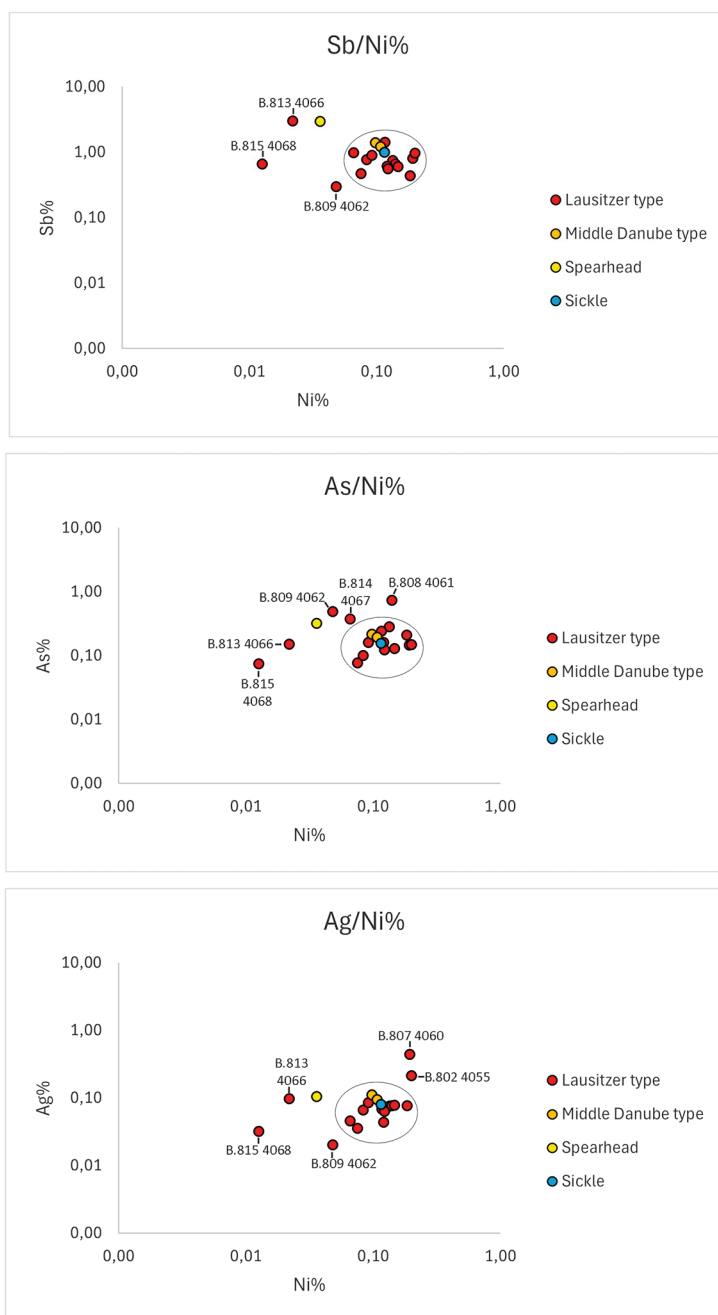 Sb/Ni%
10,00
B.813 4066
B.815 4068
1,00
B.809 4062
Sb%
0,10
0,01
0,00
0,00 0,01 0,10 1,00
Ni%
Lausitzer type
Middle Danube type
Spearhead
Sickle
As/Ni%
10,00
1,00
B.809 4062
B.814
4067
B.808 4061
B.813 4066
B.815
4068
As%
0,10
0,01
0,00
0,00 0,01 0,10 1,00
Ni%
Lausitzer type
Middle Danube type
Spearhead
Sickle
Ag/Ni%
10,00
1,00
B.807 4060
B.813
4066
B.802 4055
B.815 4068
B.809 4062
Ag%
0,10
0,01
0,00
0,00 0,01 0,10 1,00
Ni%
Lausitzer type
Middle Danube type
Spearhead
Sickle